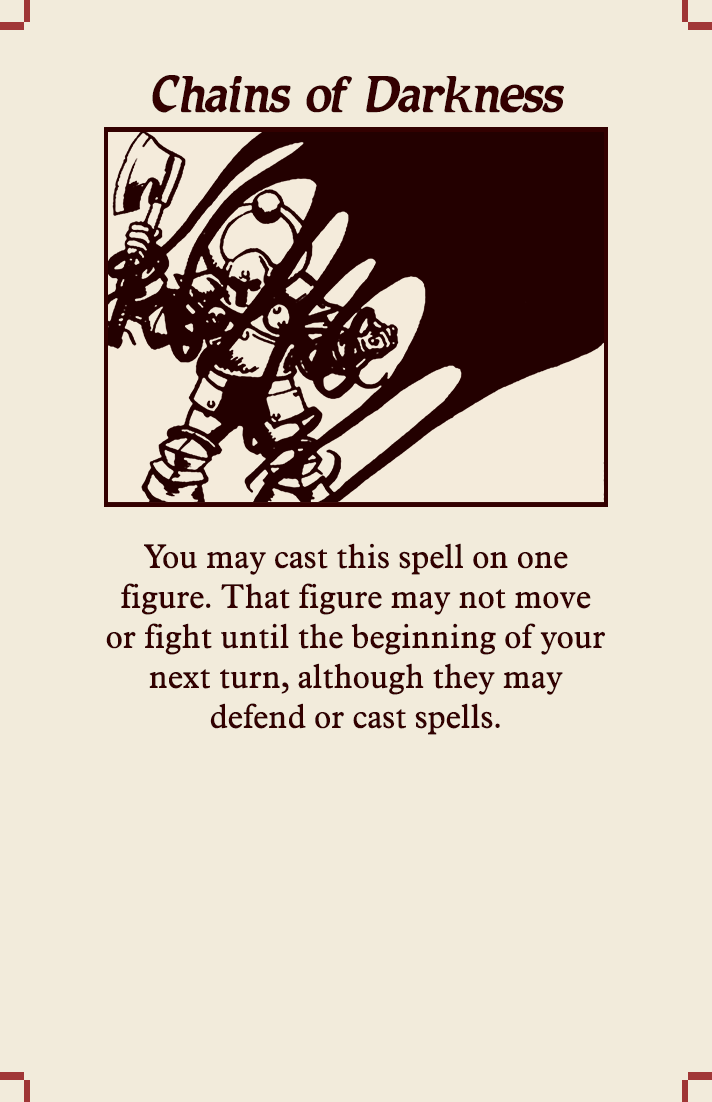 Chains of Darkness
You may cast this spell on one
figure. That figure may not move
or fight until the beginning of your
next turn, although they may
defend or cast spells.